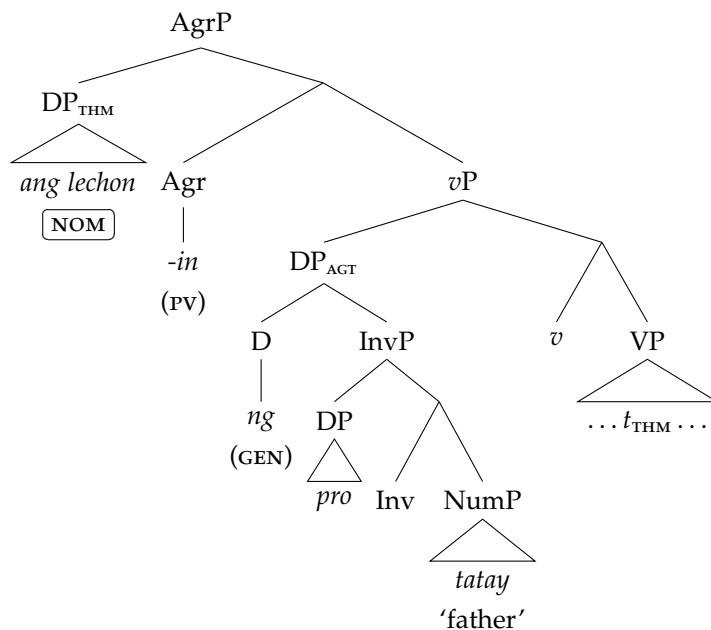 AgrP
DP_THM
ang lechon
NOM
Agr
-in
(PV)
vP
DP_AGT
D
ng
(GEN)
InvP
DP
pro
Inv
NumP
tatay
‘father’
v
VP
. . . t_THM . . .